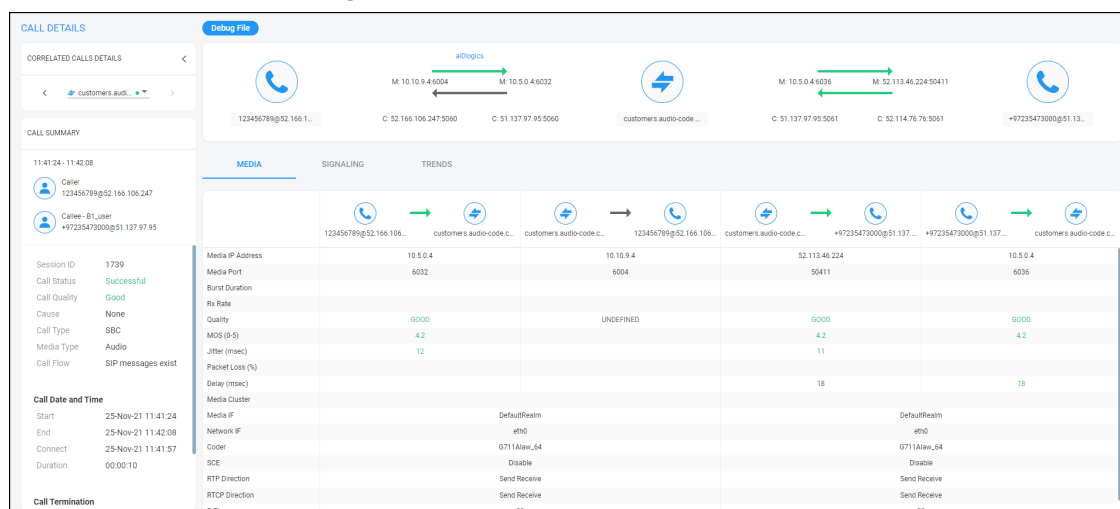 CALL DETAILS
Debug File
CORRELATED CALLS DETAILS
customers.audi...
CALL SUMMARY
11:41:24 - 11:42:08
Caller
123456789@52.166.106.247
Callee - B1_user
+97235473000@51.137.97.95
Session ID 1739
Call Status Successful
Call Quality Good
Cause None
Call Type SBC
Media Type Audio
Call Flow SIP messages exist
Call Date and Time
Start 25-Nov-21 11:41:24
End 25-Nov-21 11:42:08
Connect 25-Nov-21 11:41:57
Duration 00:00:10
Call Termination
ai0logics
M: 10.10.9.4:6004 M: 10.5.0.4:6032 M: 10.5.0.4:6036 M: 52.113.46.224:50411
123456789@52.166.1... C: 52.166.106.247:5060 C: 51.137.97.95:5060 customers.audio-code.... C: 51.137.97.95:5061 C: 52.114.76.76:5061 +97235473000@51.13...
MEDIA SIGNALING TRENDS
123456789@52.166.106... customers.audio-code.c... customers.audio-code.c... 123456789@52.166.106... customers.audio-code.c... +97235473000@51.137.... +97235473000@51.137.... customers.audio-code.c...
Media IP Address 10.5.0.4 10.10.9.4 52.113.46.224 10.5.0.4
Media Port 6032 6004 50411 6036
Burst Duration
Rx Rate
Quality GOOD UNDEFINED GOOD GOOD
MOS (0-5) 4.2 4.2 4.2
Jitter (msec) 12 11
Packet Loss (%)
Delay (msec) 18 18
Media Cluster
Media IF DefaultRealm DefaultRealm
Network IF eth0 eth0
Coder G711Alaw_64 G711Alaw_64
SCE Disable Disable
RTP Direction Send Receive Send Receive
RTCP Direction Send Receive Send Receive